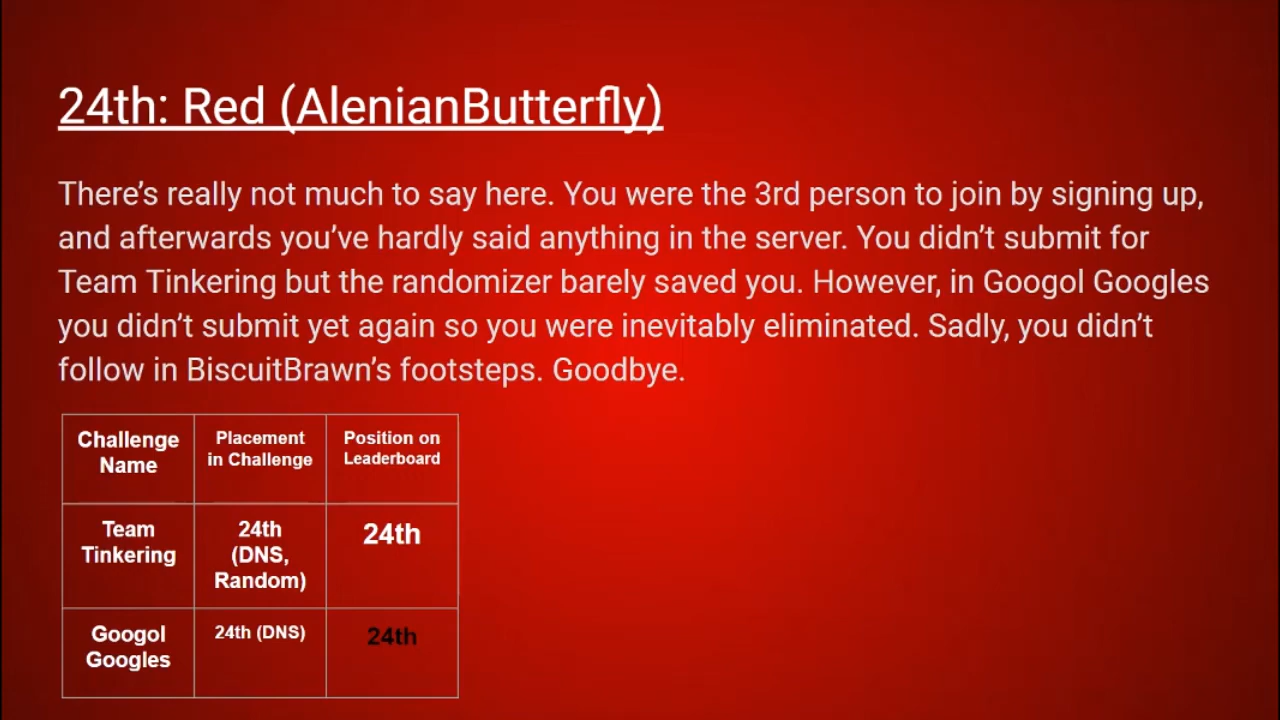 24th: Red (AlenianButterfly)
There’s really not much to say here. You were the 3rd person to join by signing up,
and afterwards you’ve hardly said anything in the server. You didn’t submit for
Team Tinkering but the randomizer barely saved you. However, in Googol Googles
you didn’t submit yet again so you were inevitably eliminated. Sadly, you didn’t
follow in BiscuitBrawn’s footsteps. Goodbye.
Challenge
Name
Placement
in Challenge
Position on
Leaderboard
Team
Tinkering
24th
(DNS,
Random)
24th
Googol
Googles
24th (DNS)
24th